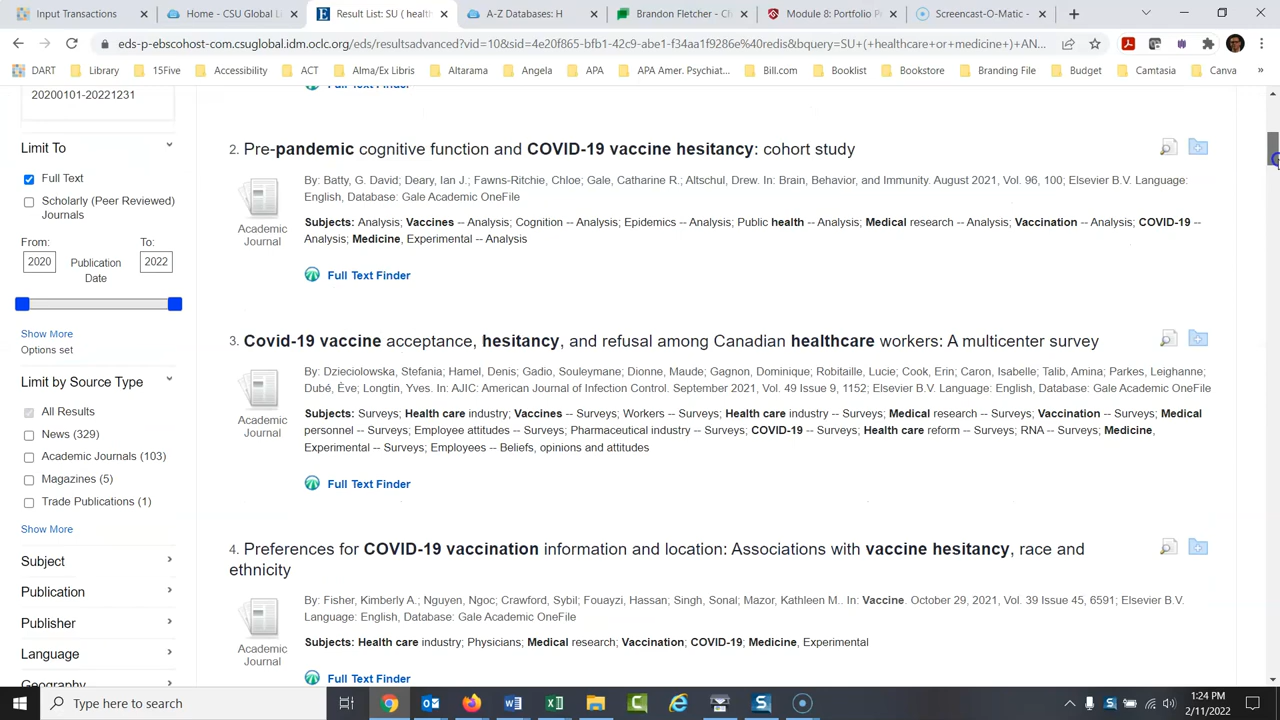 Input Transactions
Home - CSU Global Li
Result List: SU ( health
A-Z Databases: H
Brandon Fletcher - Ch
Module 8: Portfolio P
Screencast-O-Matic
eds-p-ebscohost-com.csuglobal.idm.oclc.org/eds/resultsadvanced?vid=10&sid=4e20f865-bfb1-42c9-abe1-f34aa1f9286e%40redis&bquery=SU+(+healthcare+or+medicine+)+AN...
DART
Library
15Five
Accessibility
ACT
Alma/Ex Libris
Altarama
Angela
APA
APA Amer. Psychiat...
Bill.com
Booklist
Bookstore
Branding File
Budget
Camtasia
Canva
»
20200101-20221231
Limit To
Full Text
Scholarly (Peer Reviewed)
Journals
From:
To:
2020
Publication
Date
2022
Show More
Options set
Limit by Source Type
All Results
News (329)
Academic Journals (103)
Magazines (5)
Trade Publications (1)
Show More
Subject
Publication
Publisher
Language
Geography
Full Text Finder
2. Pre-pandemic cognitive function and COVID-19 vaccine hesitancy: cohort study
By: Batty, G. David; Deary, Ian J.; Fawns-Ritchie, Chloe; Gale, Catharine R.; Altschul, Drew. In: Brain, Behavior, and Immunity. August 2021, Vol. 96, 100; Elsevier B.V. Language:
English, Database: Gale Academic OneFile
Academic
Journal
Subjects: Analysis; Vaccines -- Analysis; Cognition -- Analysis; Epidemics -- Analysis; Public health -- Analysis; Medical research -- Analysis; Vaccination -- Analysis; COVID-19 --
Analysis; Medicine, Experimental -- Analysis
Full Text Finder
3. Covid-19 vaccine acceptance, hesitancy, and refusal among Canadian healthcare workers: A multicenter survey
By: Dzieciolowska, Stefania; Hamel, Denis; Gadio, Souleymane; Dionne, Maude; Gagnon, Dominique; Robitaille, Lucie; Cook, Erin; Caron, Isabelle; Talib, Amina; Parkes, Leighanne;
Dubé, Ève; Longtin, Yves. In: AJIC: American Journal of Infection Control. September 2021, Vol. 49 Issue 9, 1152; Elsevier B.V. Language: English, Database: Gale Academic OneFile
Academic
Journal
Subjects: Surveys; Health care industry; Vaccines -- Surveys; Workers -- Surveys; Health care industry -- Surveys; Medical research -- Surveys; Vaccination -- Surveys; Medical
personnel -- Surveys; Employee attitudes -- Surveys; Pharmaceutical industry -- Surveys; COVID-19 -- Surveys; Health care reform -- Surveys; RNA -- Surveys; Medicine,
Experimental -- Surveys; Employees -- Beliefs, opinions and attitudes
Full Text Finder
4. Preferences for COVID-19 vaccination information and location: Associations with vaccine hesitancy, race and
ethnicity
By: Fisher, Kimberly A.; Nguyen, Ngoc; Crawford, Sybil; Fouayzi, Hassan; Singh, Sonal; Mazor, Kathleen M.. In: Vaccine. October 29, 2021, Vol. 39 Issue 45, 6591; Elsevier B.V.
Language: English, Database: Gale Academic OneFile
Academic
Journal
Subjects: Health care industry; Physicians; Medical research; Vaccination; COVID-19; Medicine, Experimental
Full Text Finder
Type here to search
1:24 PM
2/11/2022